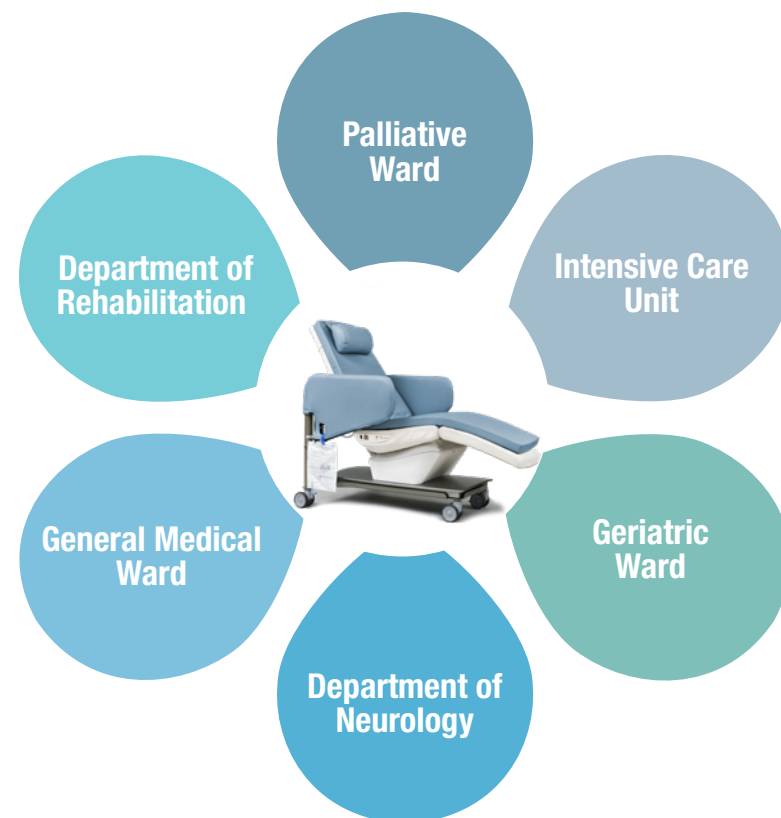 Palliative
Ward
Intensive Care
Unit
Geriatric
Ward
Department of
Neurology
General Medical
Ward
Department of
Rehabilitation